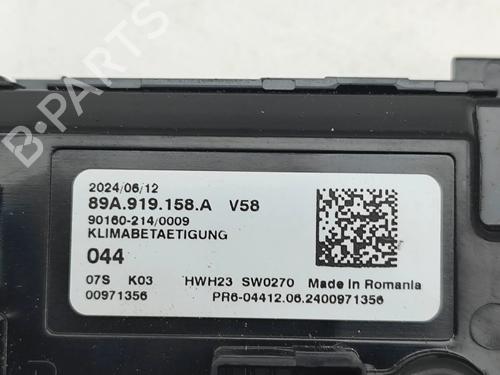 B-PARTS
2024/06/12
89A.919.158.A V58
90160-214/0009
KLIMABETAETIGUNG
044
07S K03 HWH23 SW0270 Made in Romania
00971356 PR6-04412.06.2400971356